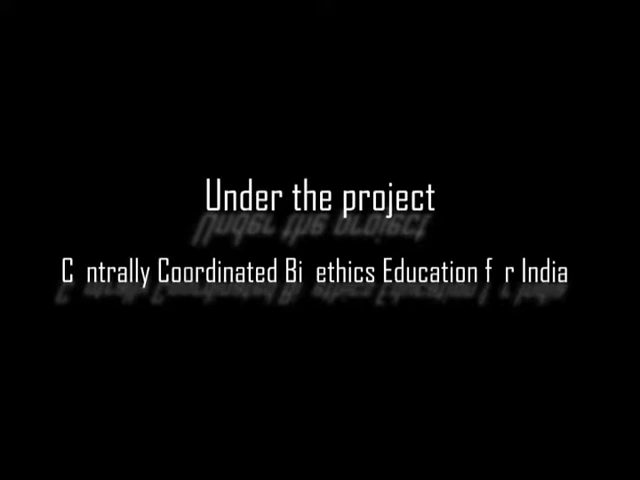 Under the project
C ntrally Coordinated Bi ethics Education f r India